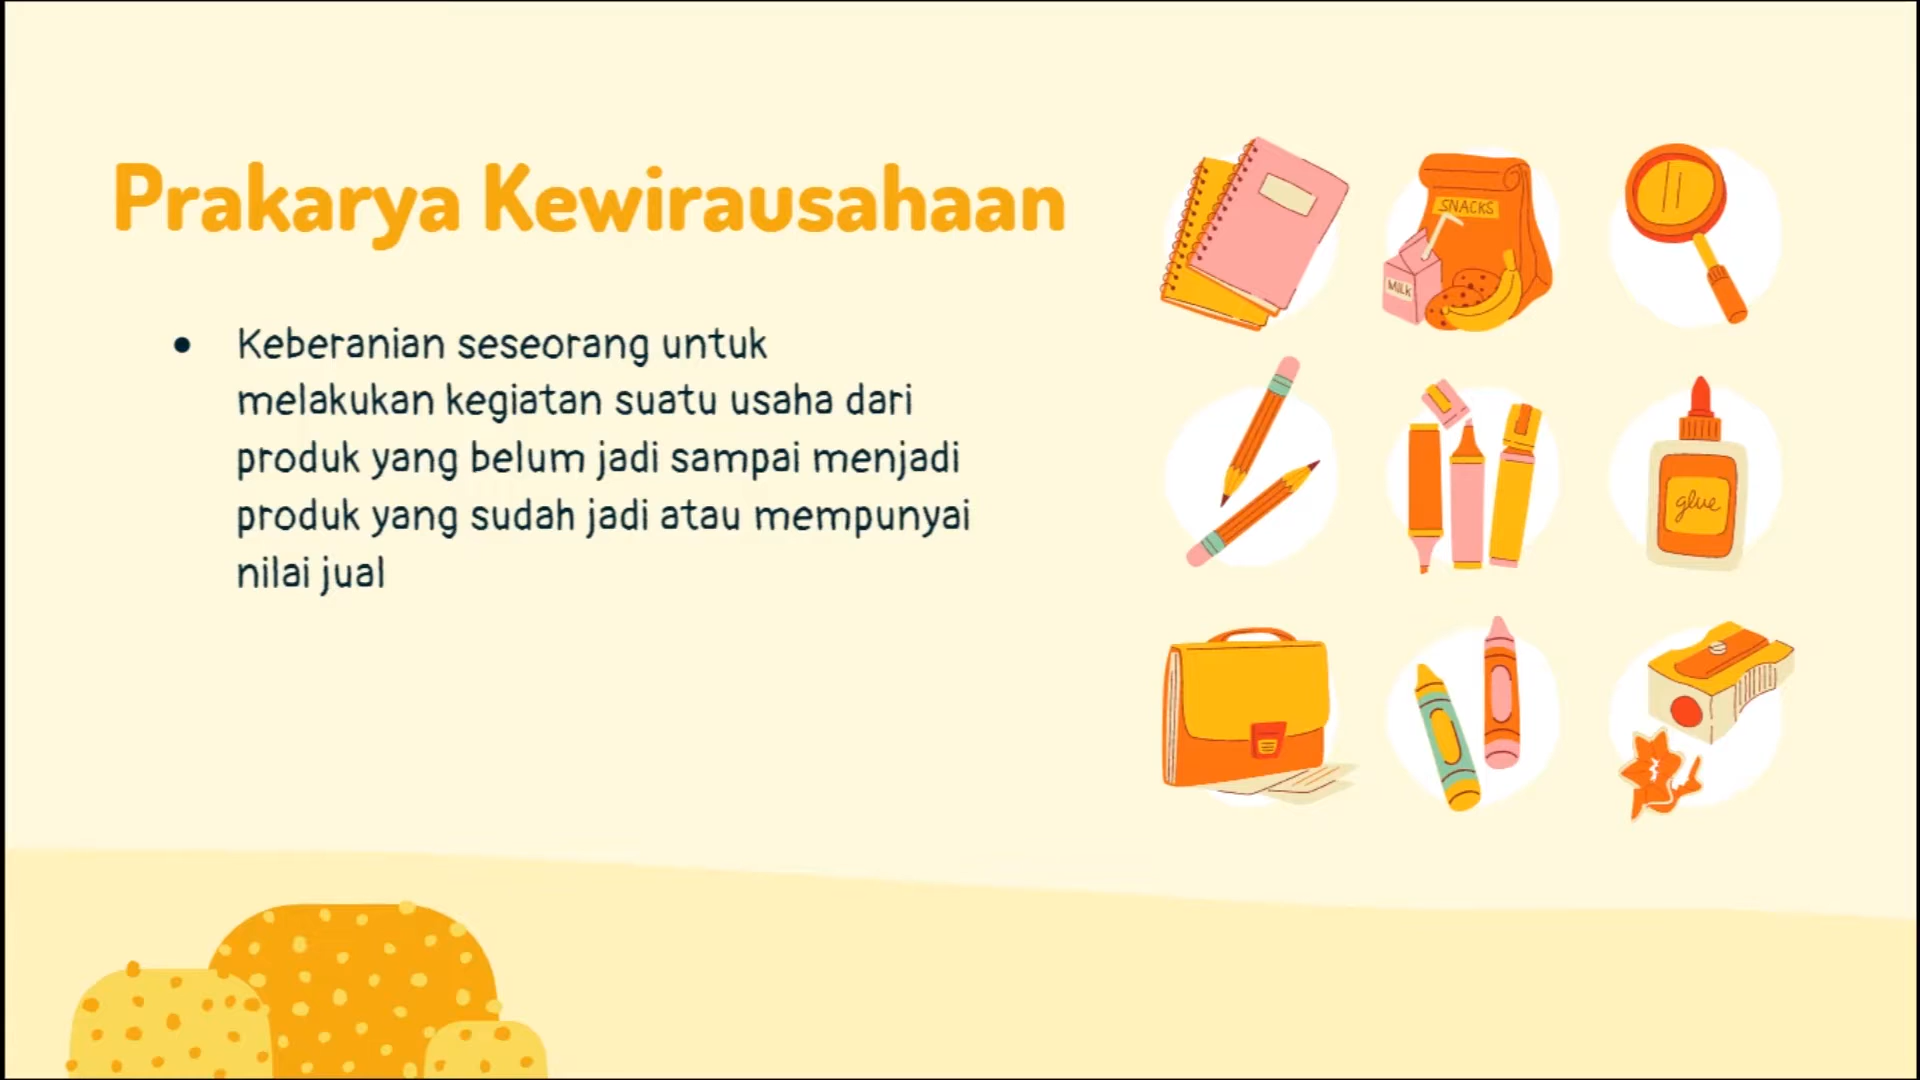 Prakarya Kewirausahaan
• Keberanian seseorang untuk
melakukan kegiatan suatu usaha dari
produk yang belum jadi sampai menjadi
produk yang sudah jadi atau mempunyai
nilai jual
SNACKS
MILK
glue